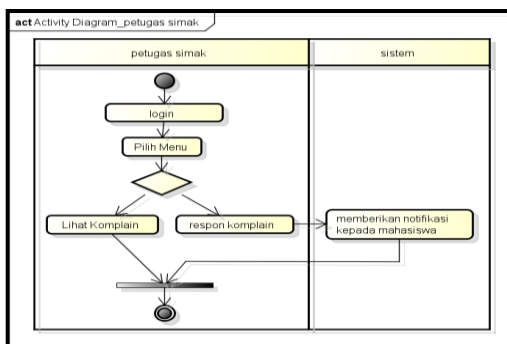 act Activity Diagram_petugas simak
petugas simak
sistem
login
Pilih Menu
Lihat Komplain
respon komplain
memberikan notifikasi
kepada mahasiswa